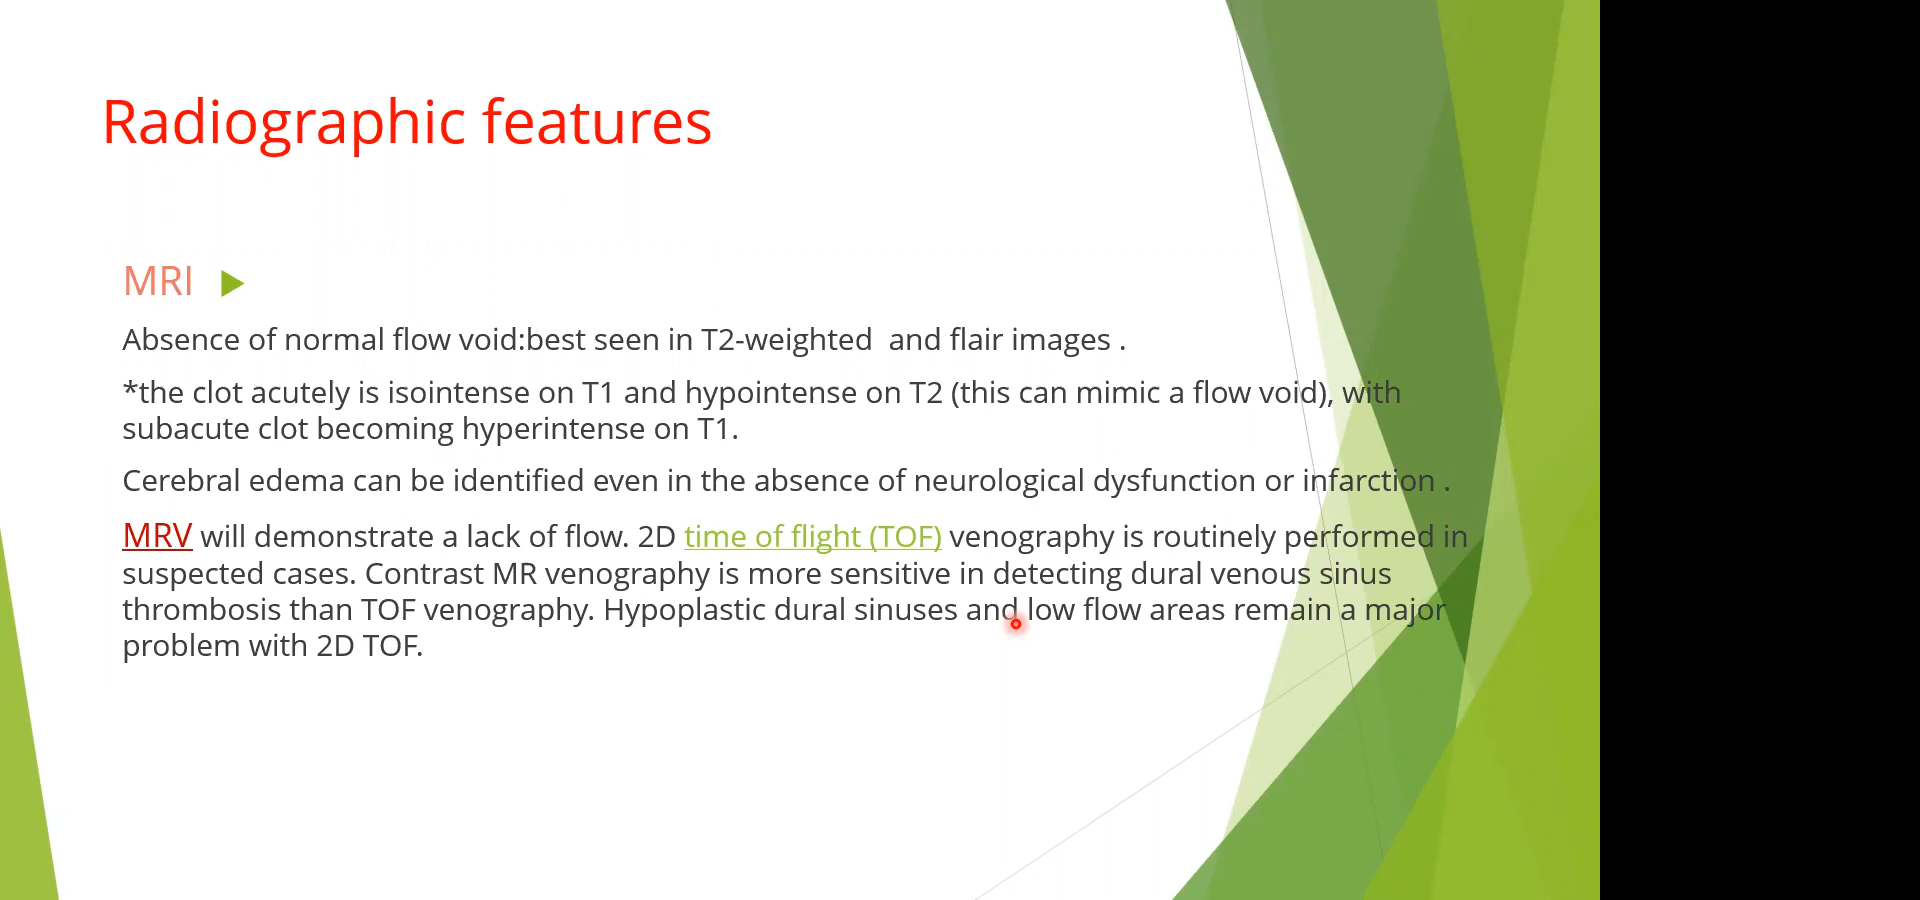 Radiographic features
MRI
Absence of normal flow void:best seen in T2-weighted  and flair images .
*the clot acutely is isointense on T1 and hypointense on T2 (this can mimic a flow void), with
subacute clot becoming hyperintense on T1.
Cerebral edema can be identified even in the absence of neurological dysfunction or infarction .
MRV will demonstrate a lack of flow. 2D time of flight (TOF) venography is routinely performed in
suspected cases. Contrast MR venography is more sensitive in detecting dural venous sinus
thrombosis than TOF venography. Hypoplastic dural sinuses and low flow areas remain a major
problem with 2D TOF.